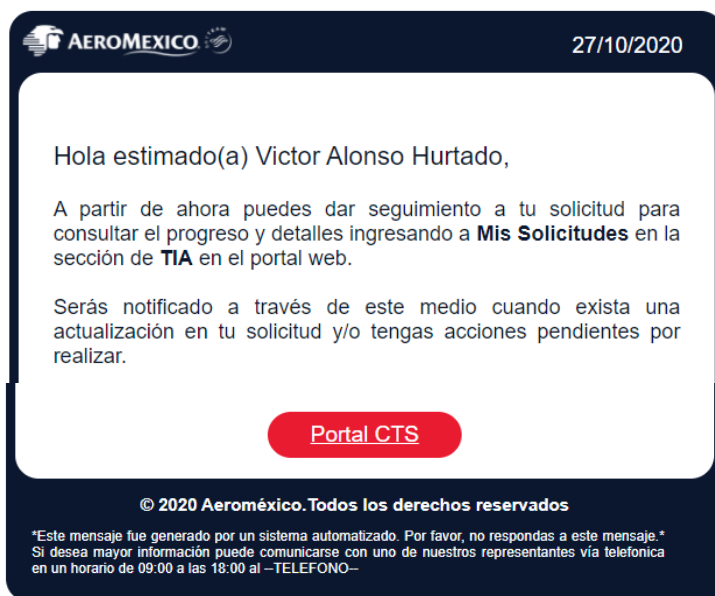 AEROMEXICO.
27/10/2020
Hola estimado(a) Victor Alonso Hurtado,
A partir de ahora puedes dar seguimiento a tu solicitud para
consultar el progreso y detalles ingresando a Mis Solicitudes en la
sección de TIA en el portal web.
Serás notificado a través de este medio cuando exista una
actualización en tu solicitud y/o tengas acciones pendientes por
realizar.
Portal CTS
© 2020 Aeroméxico.Todos los derechos reservados
*Este mensaje fue generado por un sistema automatizado. Por favor, no respondas a este mensaje.*
Si desea mayor información puede comunicarse con uno de nuestros representantes vía telefonica
en un horario de 09:00 a las 18:00 al --TELEFONO--